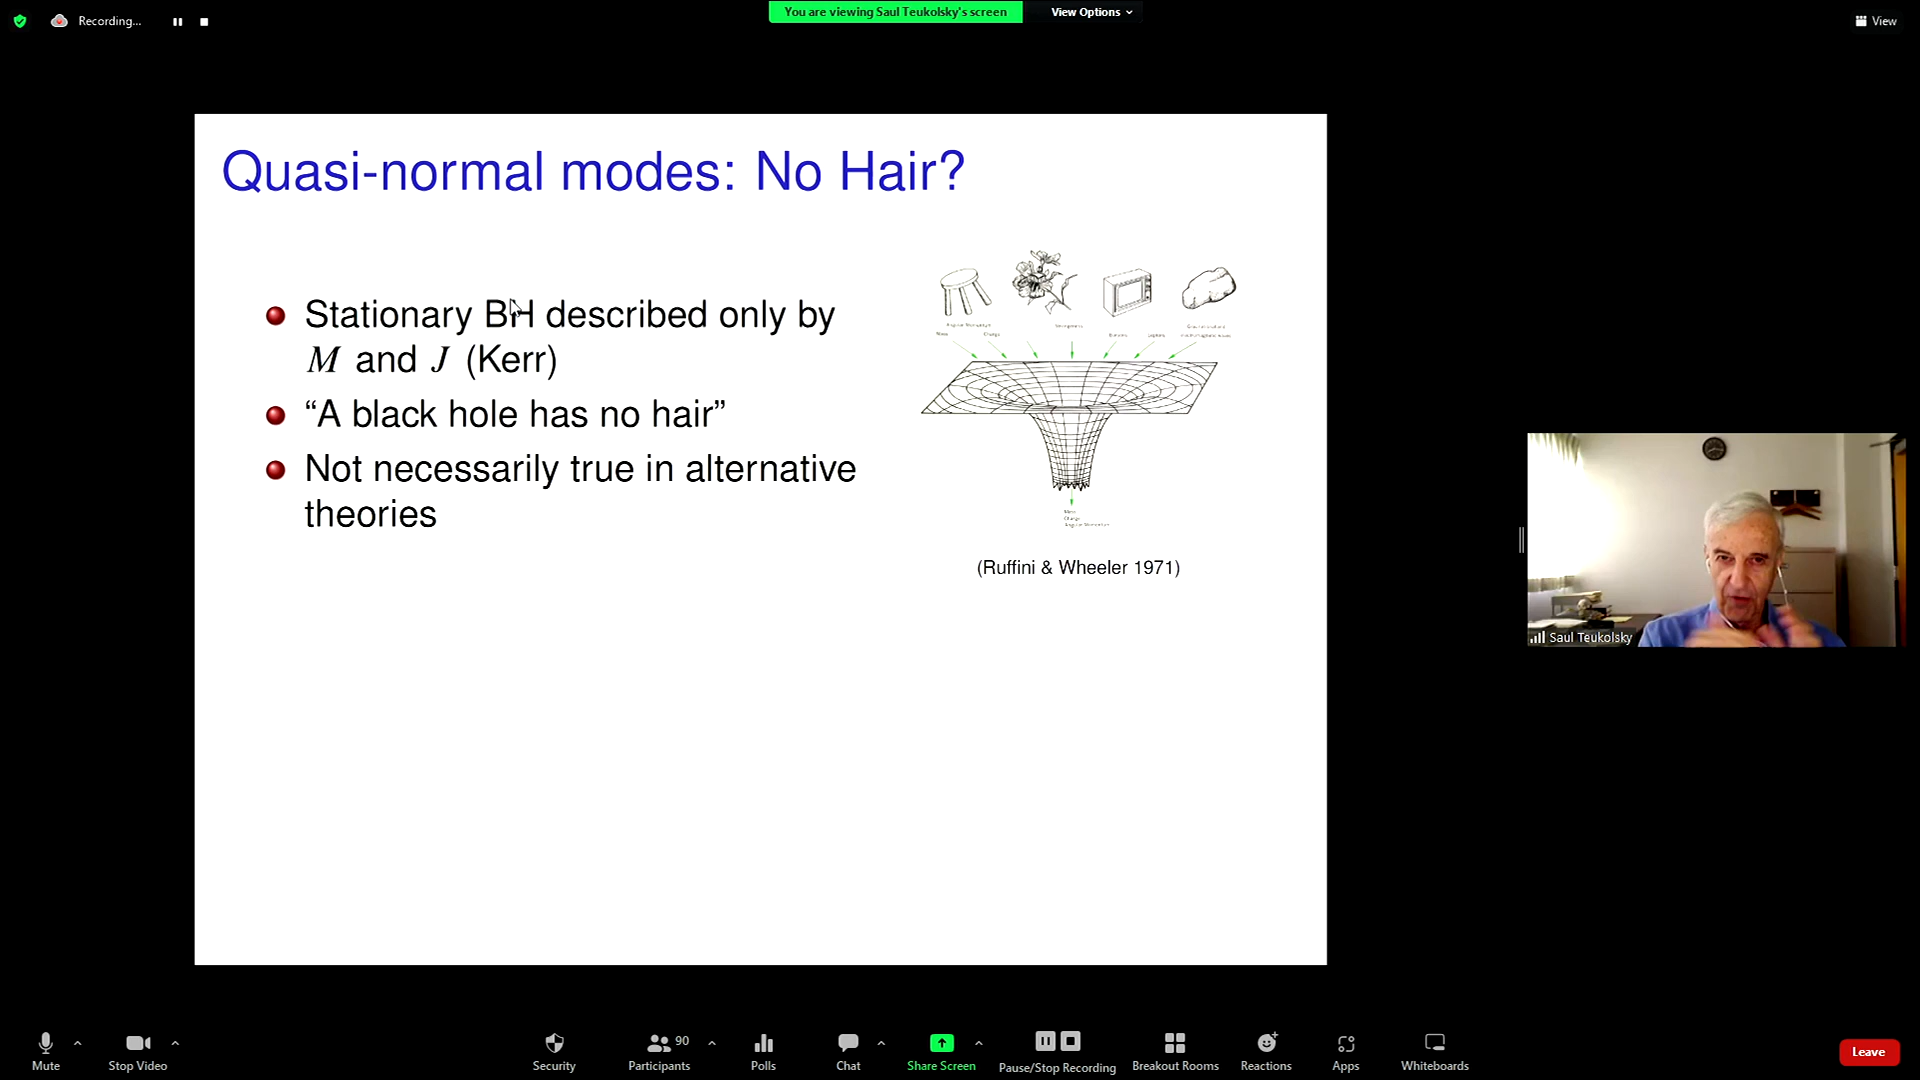 Recording...
You are viewing Saul Teukolsky's screen
View Options
View
Quasi-normal modes: No Hair?
Stationary BH described only by
M and J (Kerr)
“A black hole has no hair”
Not necessarily true in alternative
theories
Mass
Charge
(Ruffini & Wheeler 1971)
Saul Teukolsky
Mute
Stop Video
Security
90
Participants
Polls
Chat
Share Screen
Pause/Stop Recording
Breakout Rooms
Reactions
Apps
Whiteboards
Leave